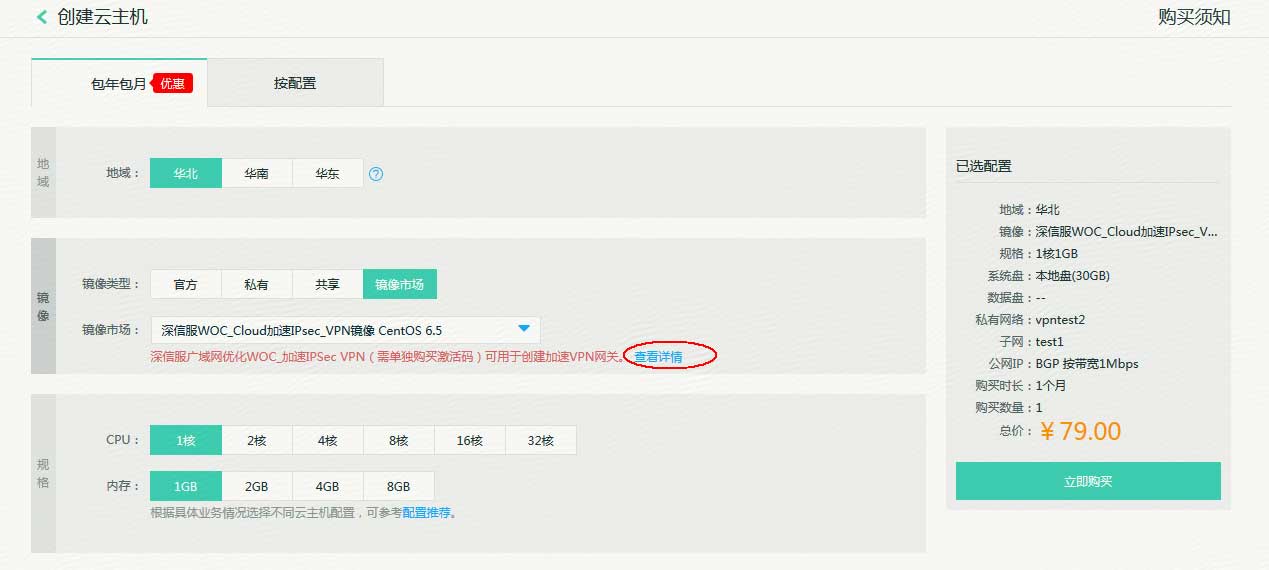 创建云主机
购买须知
包年包月 优惠
按配置
地域
地域： 华北 华南 华东 ?
镜像
镜像类型： 官方 私有 共享 镜像市场
镜像市场： 深信服WOC_Cloud加速IPsec_VPN镜像 CentOS 6.5
深信服广域网优化WOC_加速IPSec VPN（需单独购买激活码）可用于创建加速VPN网关。 查看详情
规格
CPU： 1核 2核 4核 8核 16核 32核
内存： 1GB 2GB 4GB 8GB
根据具体业务情况选择不同云主机配置，可参考配置推荐。
已选配置
地域：华北
镜像：深信服WOC_Cloud加速IPsec_V...
规格：1核1GB
系统盘：本地盘(30GB)
数据盘：--
私有网络：vpntest2
子网：test1
公网IP：BGP 按带宽1Mbps
购买时长：1个月
购买数量：1
总价：¥ 79.00
立即购买